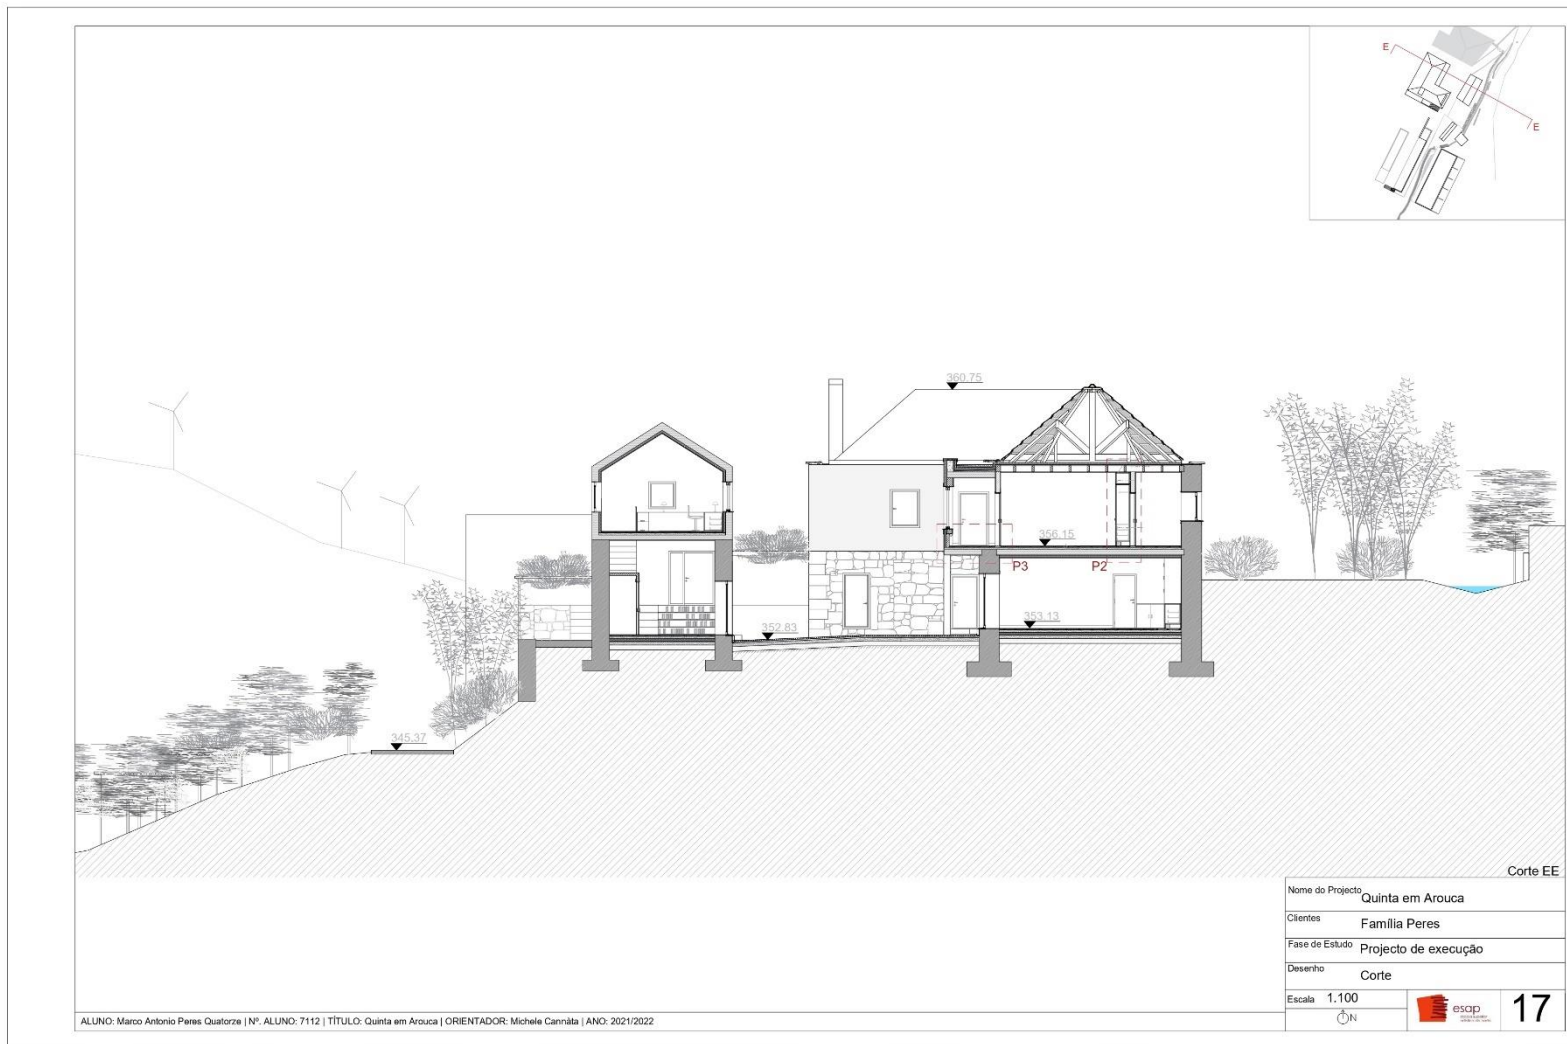 E
E
360.75
356.15
P3
P2
353.13
352.83
345.37
Corte EE
Nome do Projecto Quinta em Arouca
Clientes Família Peres
Fase de Estudo Projecto de execução
Desenho Corte
Escala 1.100
N
esap
17
ALUNO: Marco Antonio Peres Quatorze | Nº. ALUNO: 7112 | TÍTULO: Quinta em Arouca | ORIENTADOR: Michele Cannàta | ANO: 2021/2022